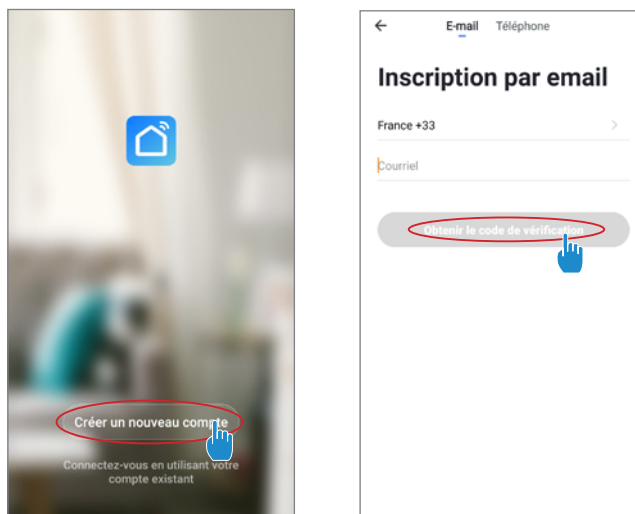 Créer un nouveau compte
Connectez-vous en utilisant votre
compte existant
E-mail Téléphone
Inscription par email
France +33
Courriel
Obtenir le code de vérification